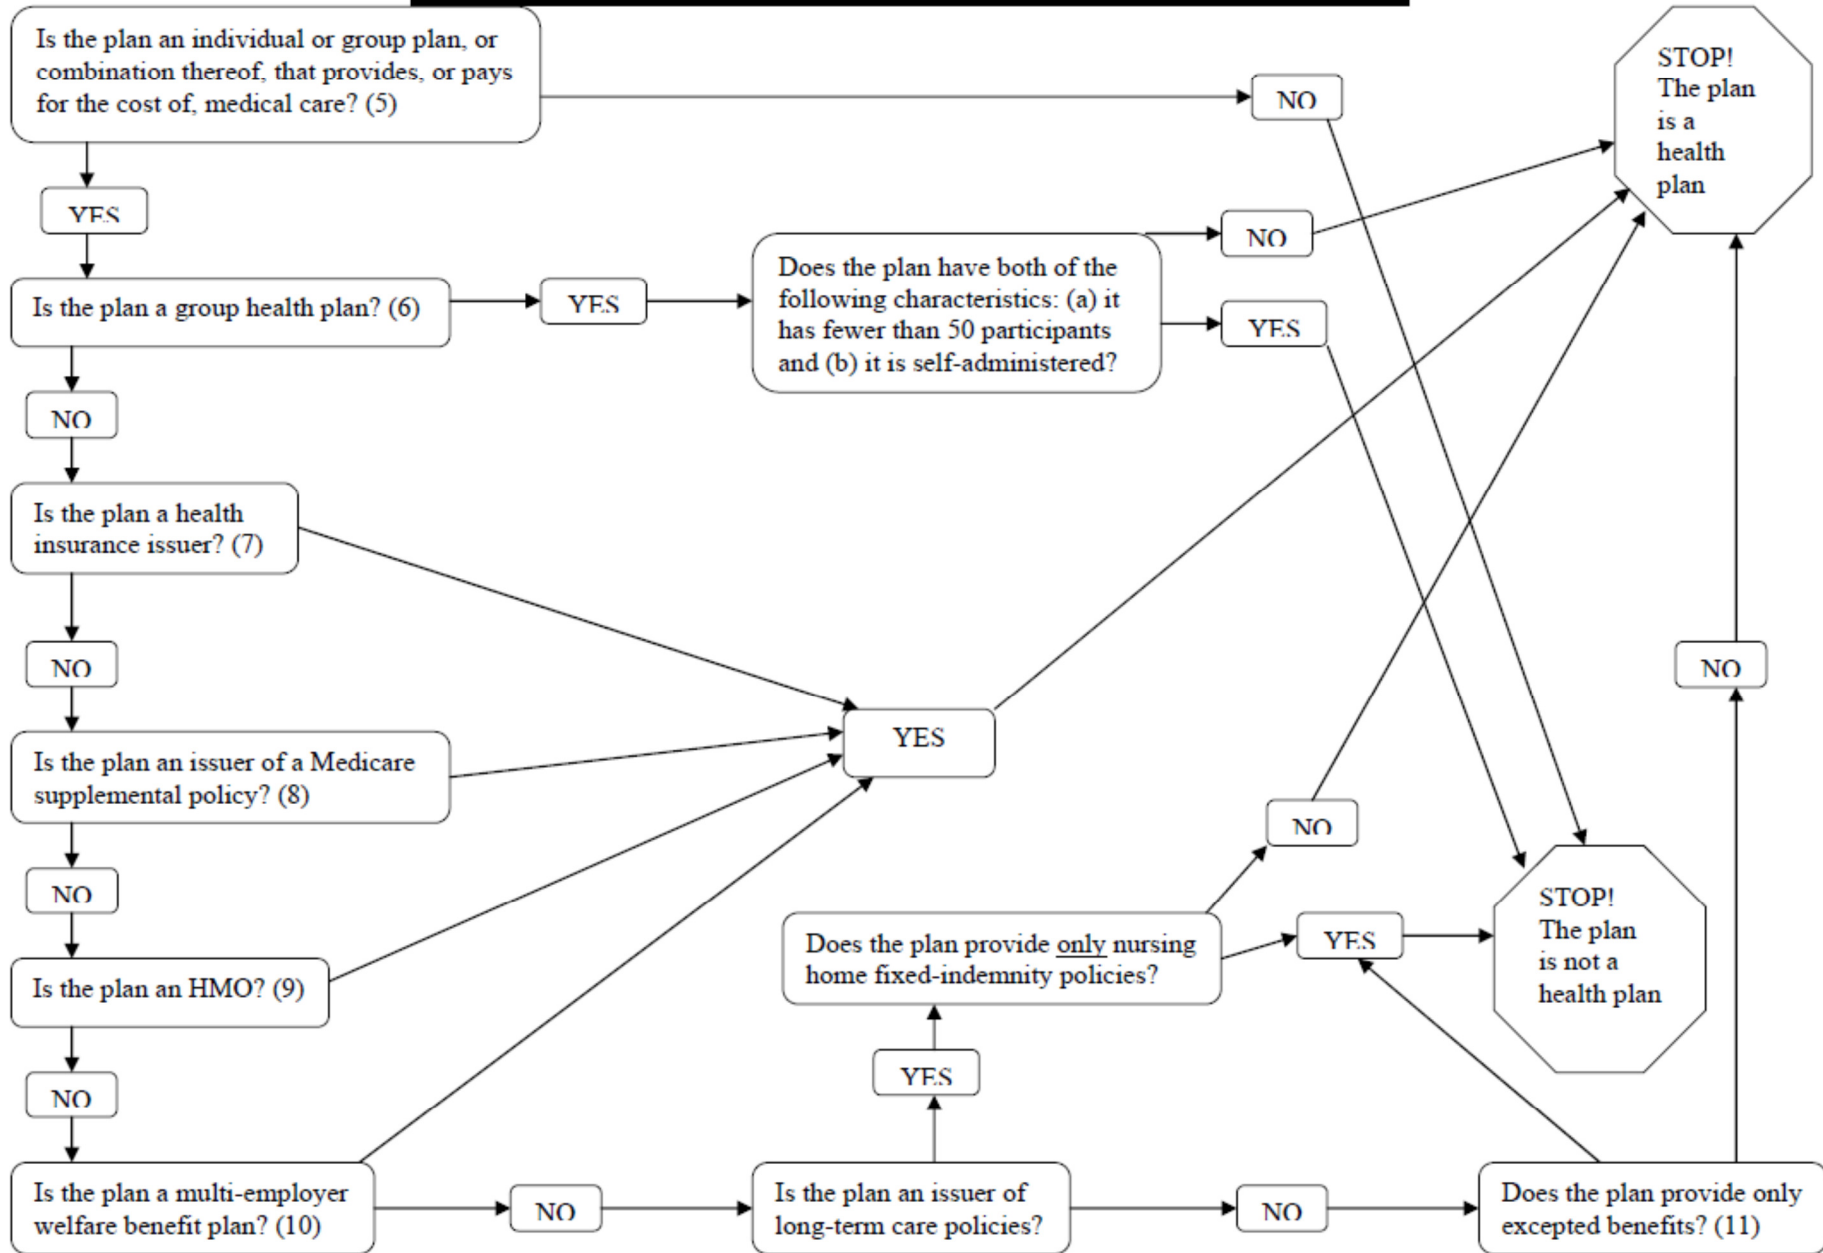 Is the plan an individual or group plan, or
combination thereof, that provides, or pays
for the cost of, medical care? (5)
NO
STOP!
The plan
is a
health
plan
YES
Is the plan a group health plan? (6)
YES
Does the plan have both of the
following characteristics: (a) it
has fewer than 50 participants
and (b) it is self-administered?
NO
YES
NO
Is the plan a health
insurance issuer? (7)
NO
YES
NO
Is the plan an issuer of a Medicare
supplemental policy? (8)
NO
NO
Is the plan an HMO? (9)
Does the plan provide only nursing
home fixed-indemnity policies?
YES
STOP!
The plan
is not a
health plan
NO
YES
Is the plan a multi-employer
welfare benefit plan? (10)
NO
Is the plan an issuer of
long-term care policies?
NO
Does the plan provide only
excepted benefits? (11)